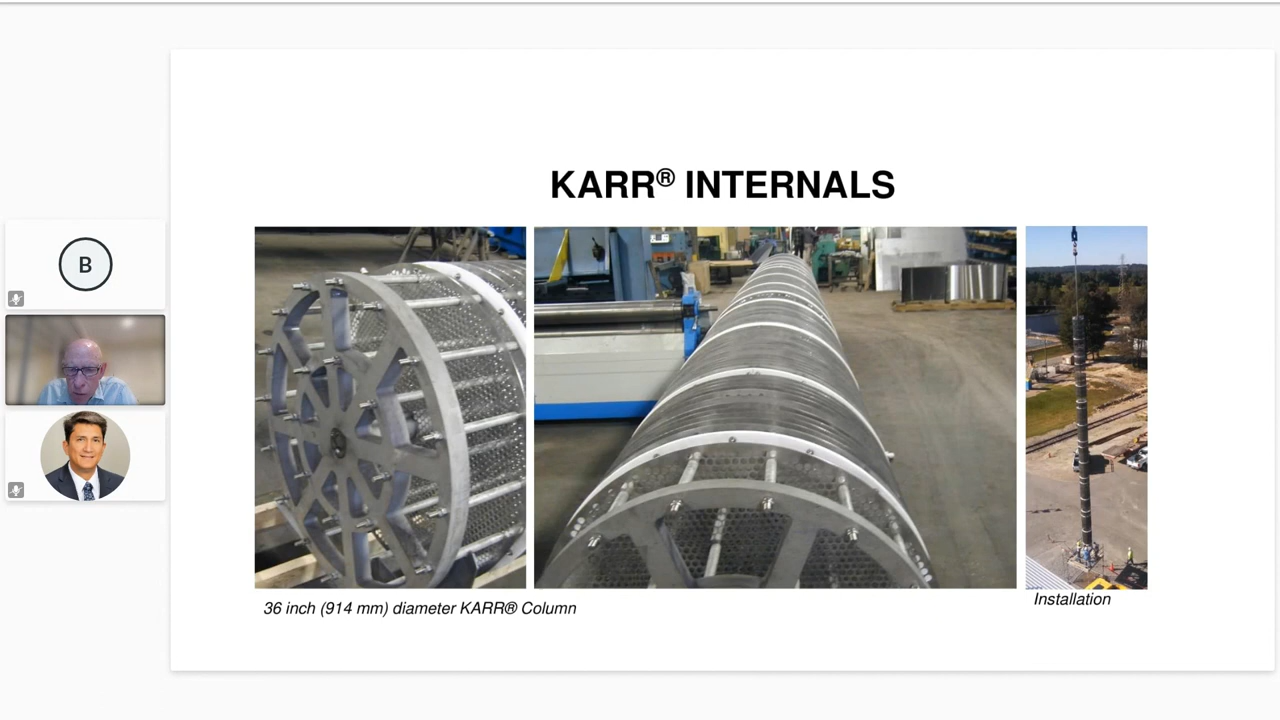 KARR® INTERNALS
B
36 inch (914 mm) diameter KARR® Column
Installation